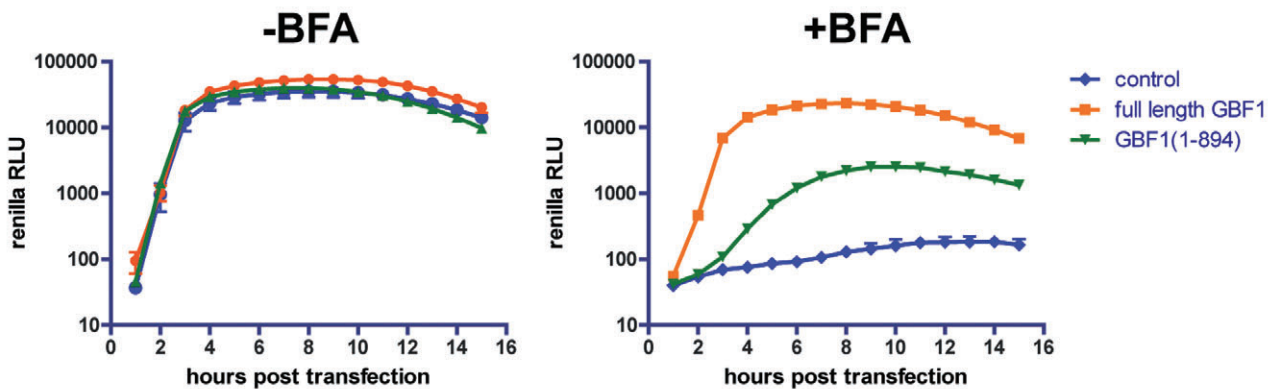 -BFA
100000
10000
1000
100
10
renilla RLU
0 2 4 6 8 10 12 14 16
hours post transfection
+BFA
100000
10000
1000
100
10
renilla RLU
0 2 4 6 8 10 12 14 16
hours post transfection
control
full length GBF1
GBF1(1-894)